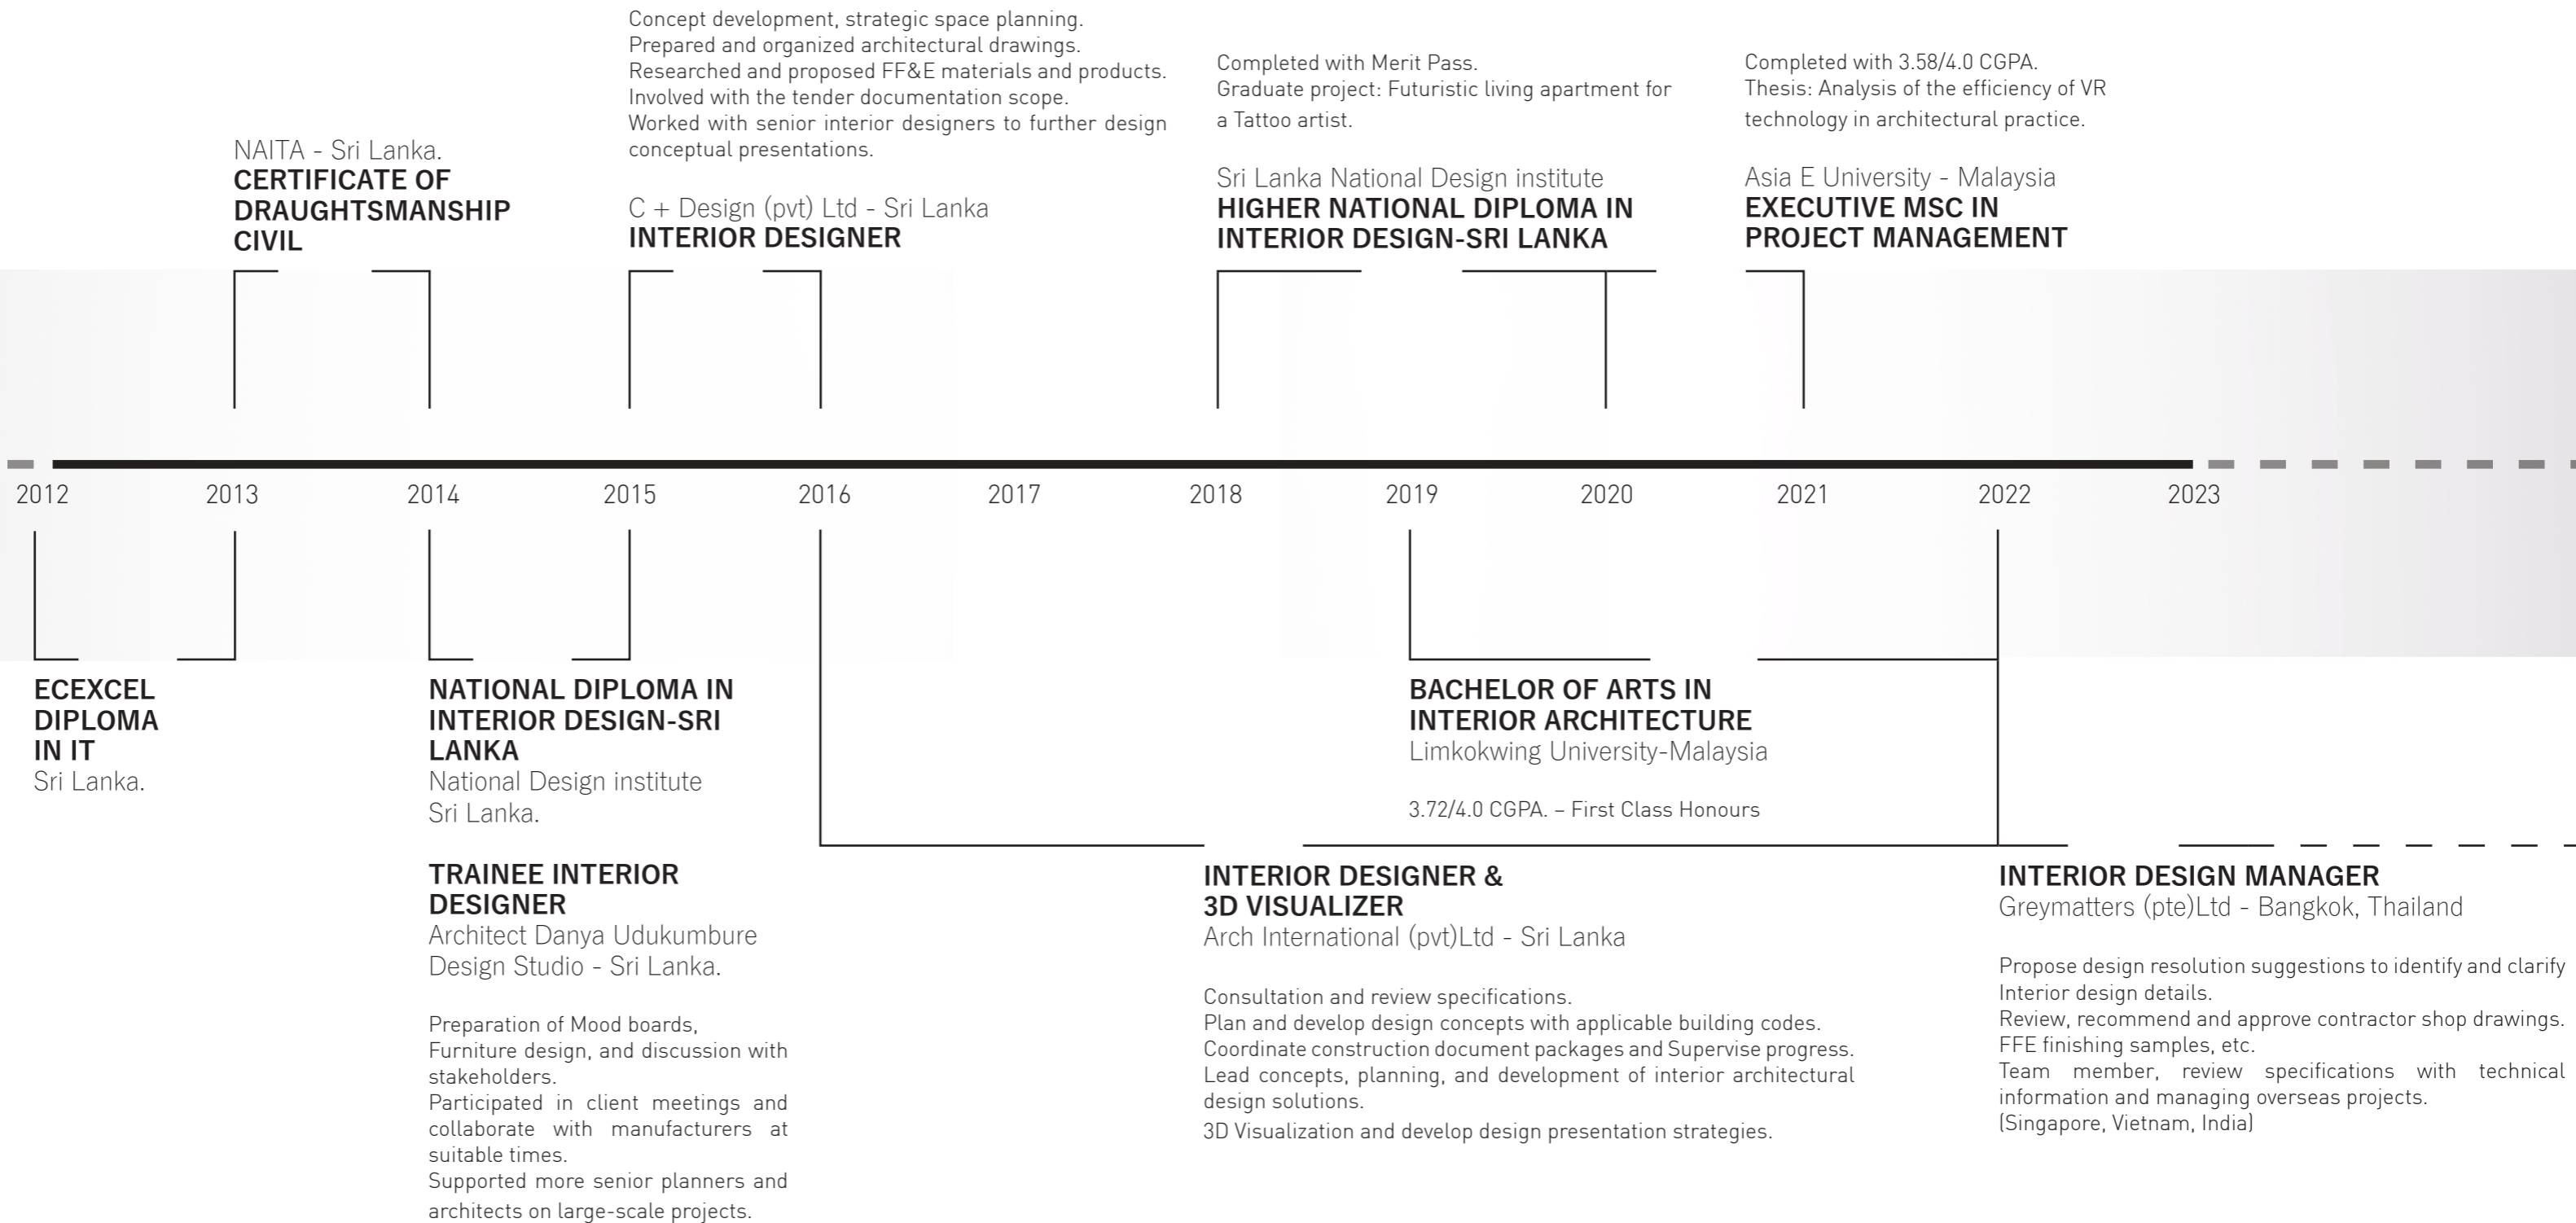 Concept development, strategic space planning.
Prepared and organized architectural drawings.
Researched and proposed FF&E materials and products.
Involved with the tender documentation scope.
Worked with senior interior designers to further design
conceptual presentations.
Completed with Merit Pass.
Graduate project: Futuristic living apartment for
a Tattoo artist.
Completed with 3.58/4.0 CGPA.
Thesis: Analysis of the efficiency of VR
technology in architectural practice.
NAITA - Sri Lanka.
CERTIFICATE OF
DRAUGHTSMANSHIP
CIVIL
C + Design (pvt) Ltd - Sri Lanka
INTERIOR DESIGNER
Sri Lanka National Design institute
HIGHER NATIONAL DIPLOMA IN
INTERIOR DESIGN-SRI LANKA
Asia E University - Malaysia
EXECUTIVE MSC IN
PROJECT MANAGEMENT
2012 2013 2014 2015 2016 2017 2018 2019 2020 2021 2022 2023
ECEXCEL
DIPLOMA
IN IT
Sri Lanka.
NATIONAL DIPLOMA IN
INTERIOR DESIGN-SRI
LANKA
National Design institute
Sri Lanka.
TRAINEE INTERIOR
DESIGNER
Architect Danya Udukumbure
Design Studio - Sri Lanka.
Preparation of Mood boards,
Furniture design, and discussion with
stakeholders.
Participated in client meetings and
collaborate with manufacturers at
suitable times.
Supported more senior planners and
architects on large-scale projects.
BACHELOR OF ARTS IN
INTERIOR ARCHITECTURE
Limkokwing University-Malaysia
3.72/4.0 CGPA. – First Class Honours
INTERIOR DESIGNER &
3D VISUALIZER
Arch International (pvt)Ltd - Sri Lanka
Consultation and review specifications.
Plan and develop design concepts with applicable building codes.
Coordinate construction document packages and Supervise progress.
Lead concepts, planning, and development of interior architectural
design solutions.
3D Visualization and develop design presentation strategies.
INTERIOR DESIGN MANAGER
Greymatters (pte)Ltd - Bangkok, Thailand
Propose design resolution suggestions to identify and clarify
Interior design details.
Review, recommend and approve contractor shop drawings.
FFE finishing samples, etc.
Team member, review specifications with technical
information and managing overseas projects.
(Singapore, Vietnam, India)